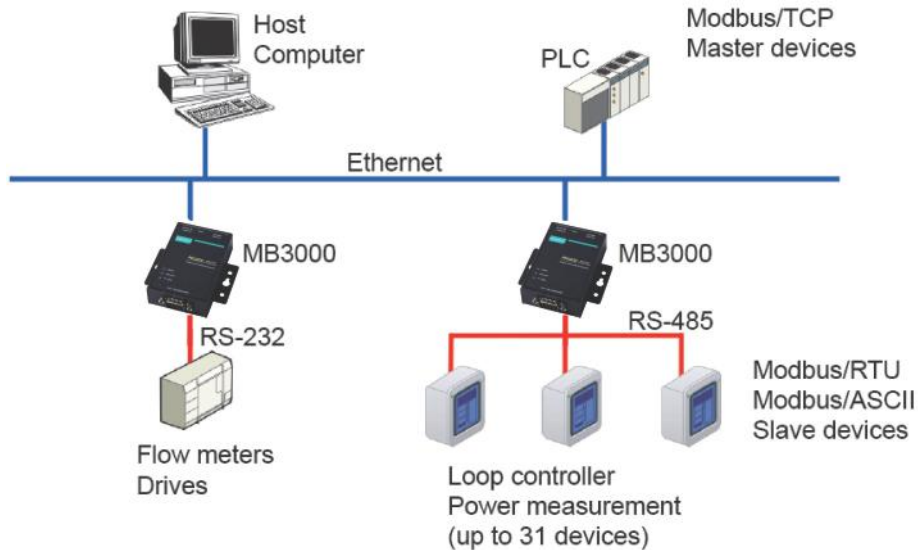 Host
Computer
Modbus/TCP
Master devices
PLC
Ethernet
MB3000
MB3000
RS-232
RS-485
Flow meters
Drives
Modbus/RTU
Modbus/ASCII
Slave devices
Loop controller
Power measurement
(up to 31 devices)